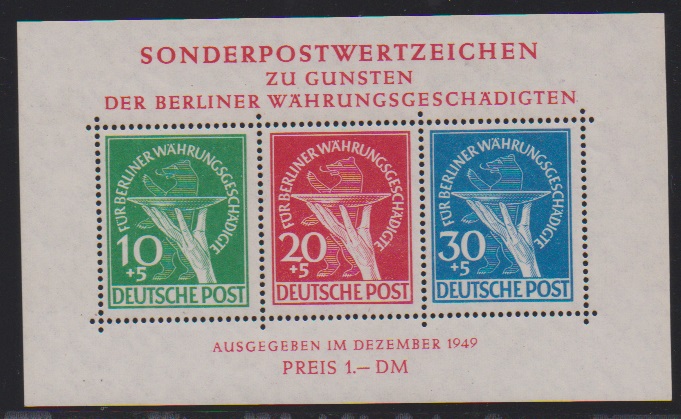 SONDERPOSTWERTZEICHEN
ZU GUNSTEN
DER BERLINER WÄHRUNGSGESCHÄDIGTEN
FÜR BERLINER WÄHRUNGSGESCHÄDIGTE
10
+5
DEUTSCHE POST
FÜR BERLINER WÄHRUNGSGESCHÄDIGTE
20
+5
DEUTSCHE POST
FÜR BERLINER WÄHRUNGSGESCHÄDIGTE
30
+5
DEUTSCHE POST
AUSGEGEBEN IM DEZEMBER 1949
PREIS 1.– DM